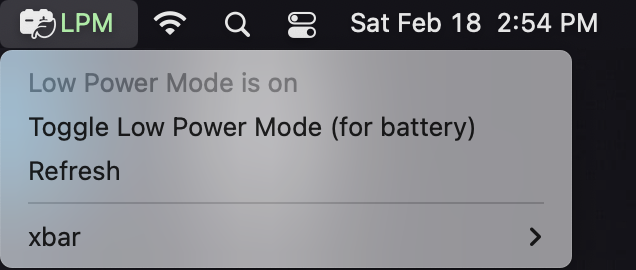 LPM Sat Feb 18 2:54 PM
Low Power Mode is on
Toggle Low Power Mode (for battery)
Refresh
xbar